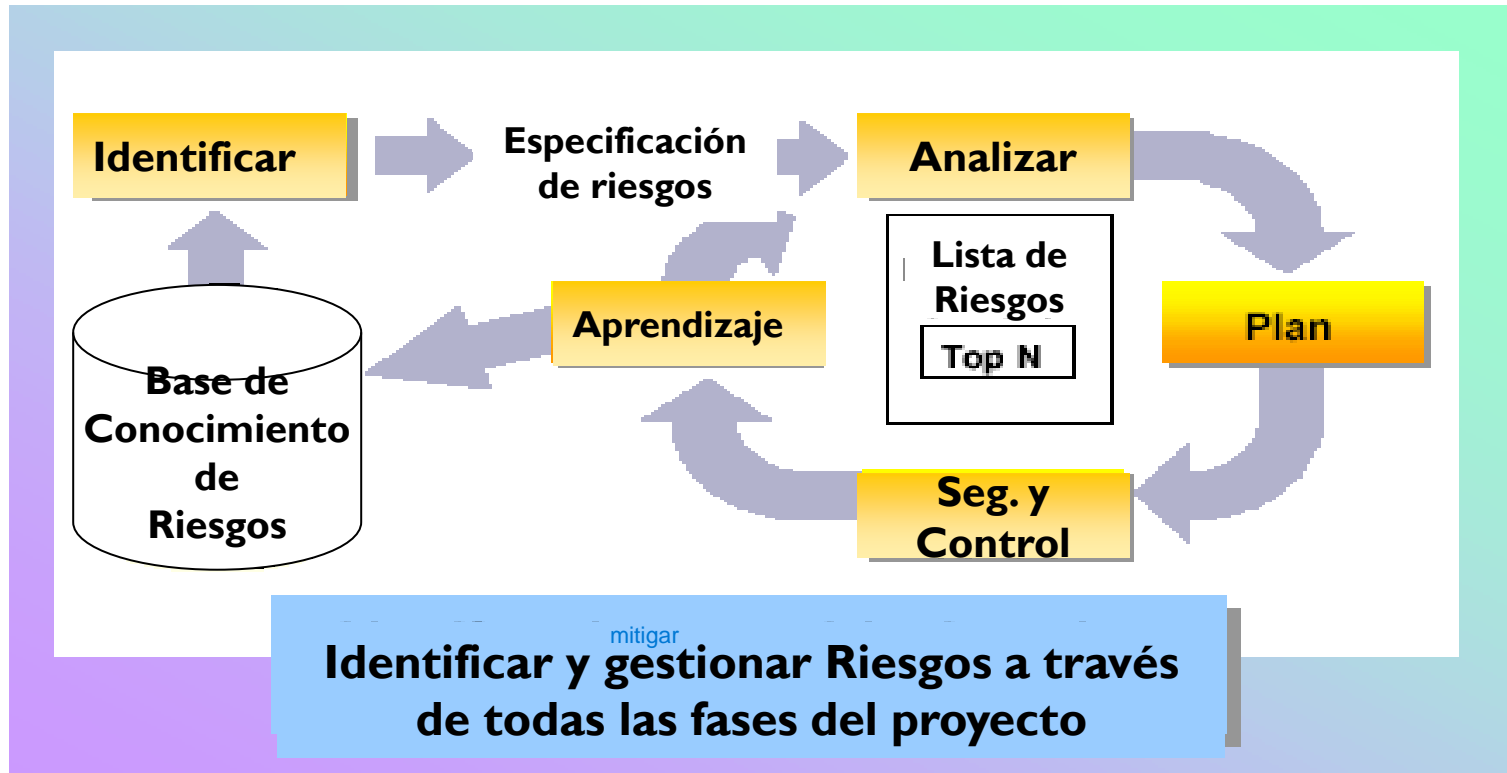 Identificar
Especificación
de riesgos
Analizar
Lista de
Riesgos
Top N
Aprendizaje
Plan
Base de
Conocimiento
de
Riesgos
Seg. y
Control
mitigar
Identificar y gestionar Riesgos a través
de todas las fases del proyecto